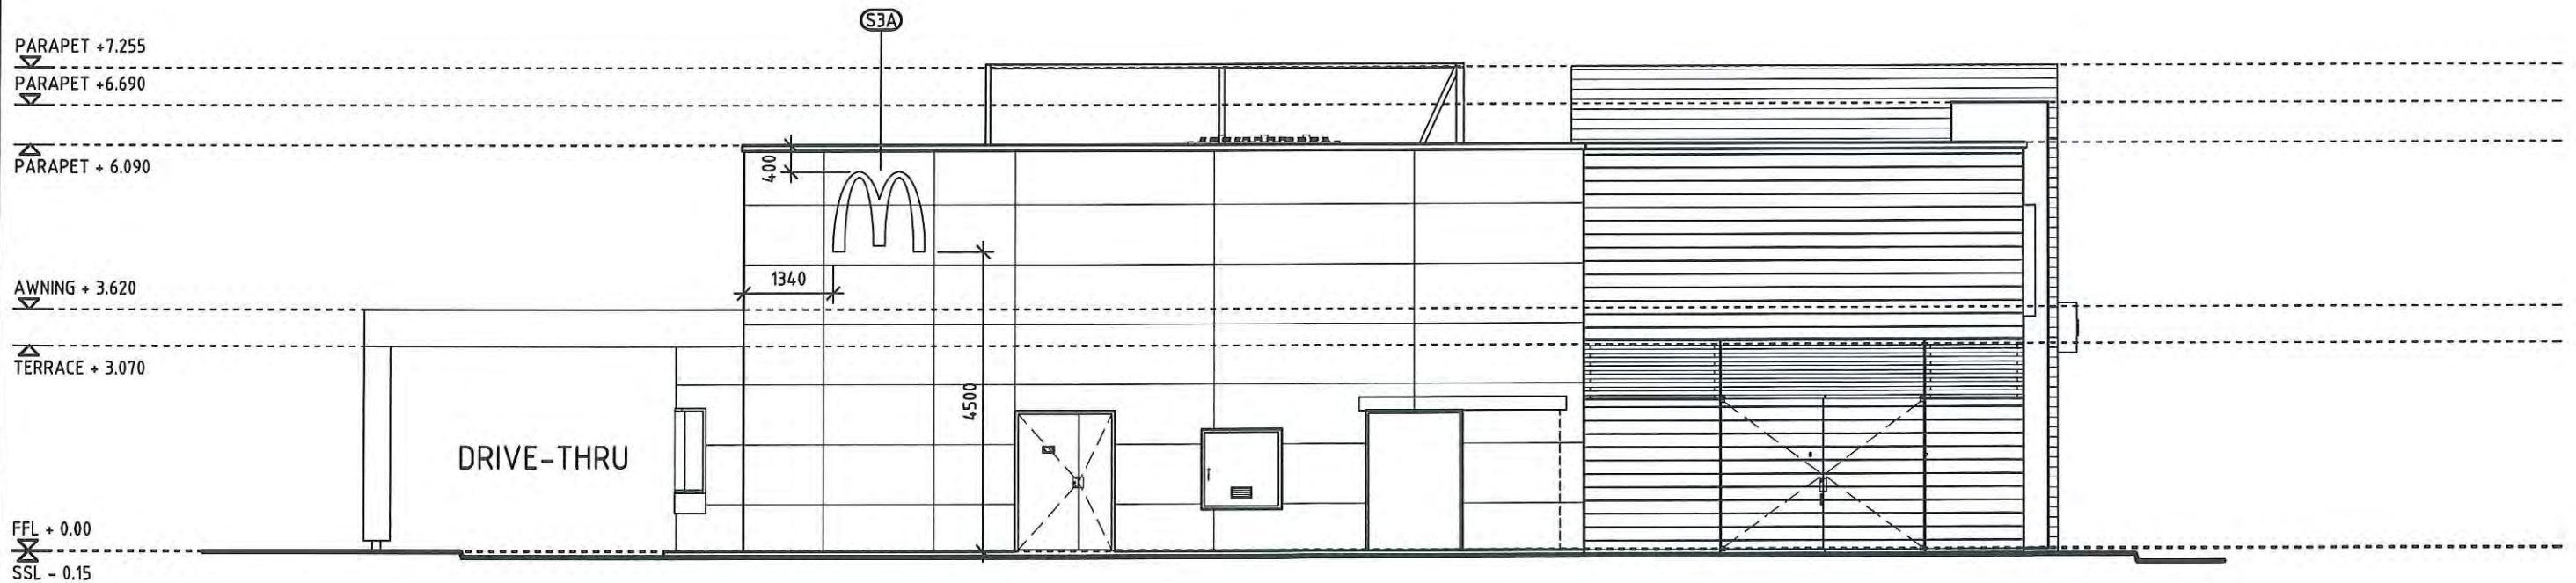 S3A
PARAPET +7.255
PARAPET +6.690
PARAPET + 6.090
400
1340
AWNING + 3.620
TERRACE + 3.070
4500
DRIVE-THRU
FFL + 0.00
SSL - 0.15